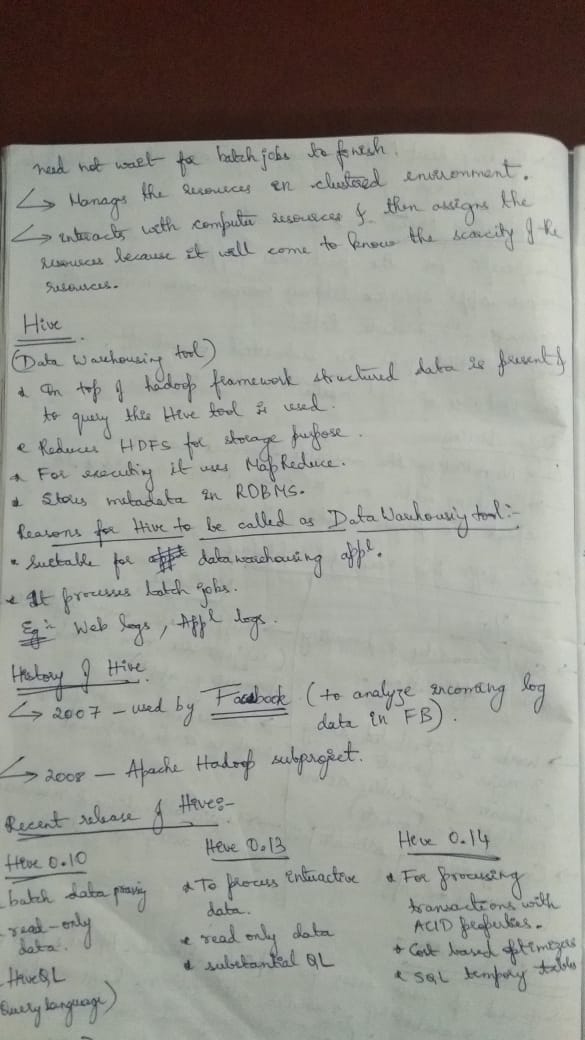 need not wait for batch jobs to finish.
↳ Manages the resources in clustered environment.
↳ interacts with computer resources & then assigns the
resources because it will come to know the scarcity of the
resources.
Hive
(Data Warehousing tool)
* On top of hadoop framework structured data is present &
to query this Hive tool is used.
* Reduces HDFS for storage purpose.
* For executing it uses MapReduce.
* Stores metadata in RDBMS.
Reasons for Hive to be called as Data Warehousing tool:-
* Suitable for datawarehousing appl.
* It processes batch jobs.
Eg:- Web logs, Appl logs.
History of Hive
↳ 2007 - used by Facebook (to analyze incoming log
data in FB).
↳ 2008 - Apache Hadoop subproject.
Recent release of Hive:-
Hive 0.10
- batch data
- read-only
data.
- HiveQL
Query language)
Hive 0.13
* To process interactive
data.
* read only data
* substantial QL
Hive 0.14
* For processing
transactions with
ACID properties.
* Cost based optimizers
* SQL tempory tables